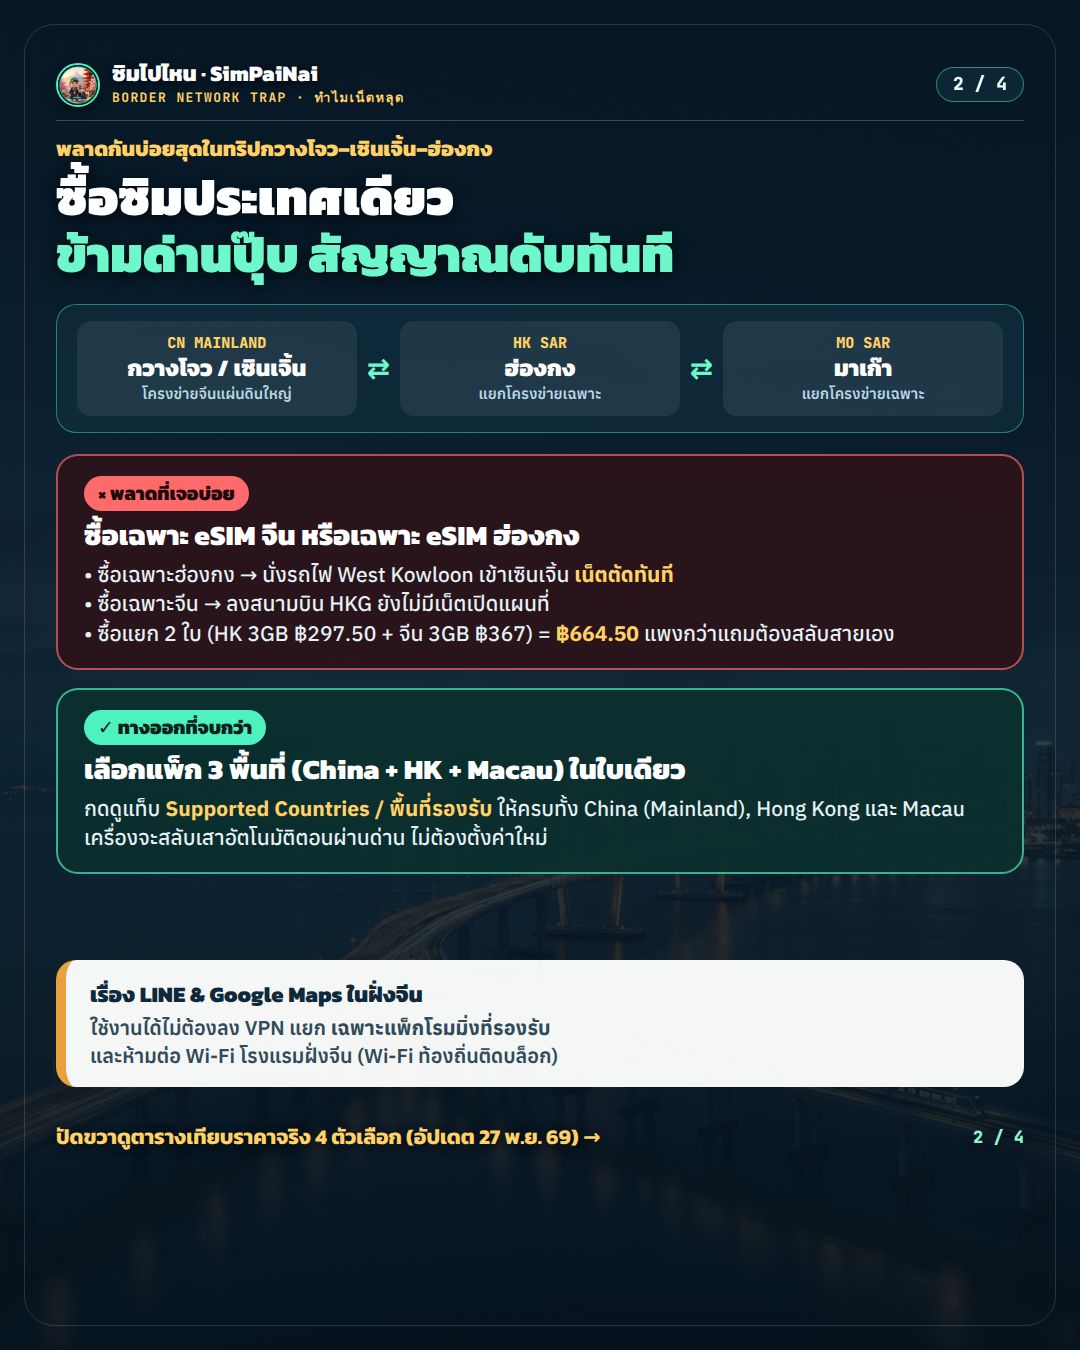 ซิมไปไหน · SimPaiNai
BORDER NETWORK TRAP · ทำไมเน็ตหลุด
2 / 4
พลาดกันบ่อยสุดในทริปกวางโจว–เซินเจิ้น–ฮ่องกง
ซื้อซิมประเทศเดียว
ข้ามด่านปุ๊บ สัญญาณดับทันที
CN MAINLAND
กวางโจว / เซินเจิ้น
โครงข่ายจีนแผ่นดินใหญ่
⇄
HK SAR
ฮ่องกง
แยกโครงข่ายเฉพาะ
⇄
MO SAR
มาเก๊า
แยกโครงข่ายเฉพาะ
× พลาดที่เจอบ่อย
ซื้อเฉพาะ eSIM จีน หรือเฉพาะ eSIM ฮ่องกง
• ซื้อเฉพาะฮ่องกง → นั่งรถไฟ West Kowloon เข้าเซินเจิ้น เน็ตตัดทันที
• ซื้อเฉพาะจีน → ลงสนามบิน HKG ยังไม่มีเน็ตเปิดแผนที่
• ซื้อแยก 2 ใบ (HK 3GB ฿297.50 + จีน 3GB ฿367) = ฿664.50 แพงกว่าแถมต้องสลับสายเอง
✓ ทางออกที่จบกว่า
เลือกแพ็ก 3 พื้นที่ (China + HK + Macau) ในใบเดียว
กดดูแท็บ Supported Countries / พื้นที่รองรับ ให้ครบทั้ง China (Mainland), Hong Kong และ Macau
เครื่องจะสลับเสาอัตโนมัติตอนผ่านด่าน ไม่ต้องตั้งค่าใหม่
เรื่อง LINE & Google Maps ในฝั่งจีน
ใช้งานได้ไม่ต้องลง VPN แยก เฉพาะแพ็กโรมมิ่งที่รองรับ
และห้ามต่อ Wi-Fi โรงแรมฝั่งจีน (Wi-Fi ท้องถิ่นติดบล็อก)
ปัดขวาดูตารางเทียบราคาจริง 4 ตัวเลือก (อัปเดต 27 พ.ย. 69) →
2 / 4